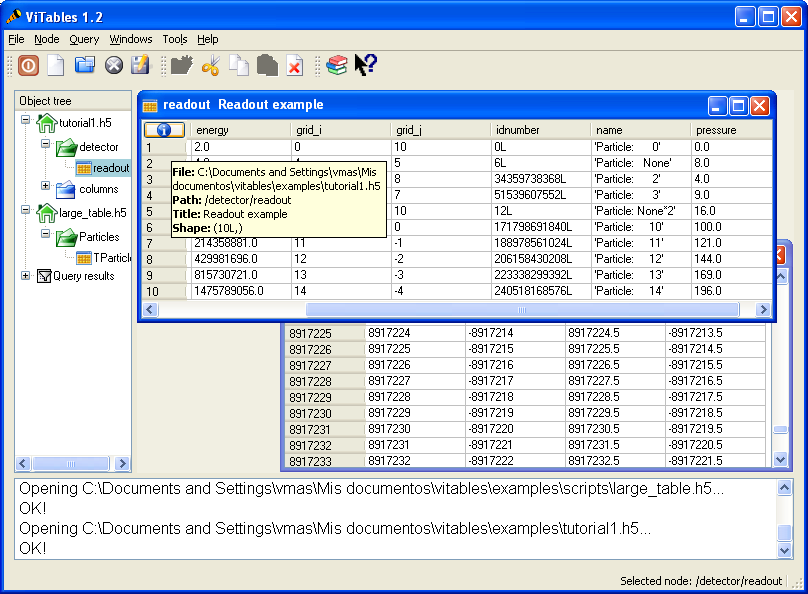 ViTables 1.2
File Node Query Windows Tools Help
Object tree
tutorial1.h5
detector
readout
columns
large_table.h5
Particles
TParticle
Query results
readout Readout example
energy grid_i grid_j idnumber name pressure
1 2.0 0 10 0L 'Particle: 0' 0.0
2 5 6L 'Particle: None' 8.0
3 8 34359738368L 'Particle: 2' 4.0
4 7 51539607552L 'Particle: 3' 9.0
5 10 12L 'Particle: None*2' 16.0
6 0 171798691840L 'Particle: 10' 100.0
7 214358881.0 11 -1 188978561024L 'Particle: 11' 121.0
8 429981696.0 12 -2 206158430208L 'Particle: 12' 144.0
9 815730721.0 13 -3 223338299392L 'Particle: 13' 169.0
10 1475789056.0 14 -4 240518168576L 'Particle: 14' 196.0
File: C:\Documents and Settings\vmas\Mis
documentos\vitables\examples\tutorial1.h5
Path: /detector/readout
Title: Readout example
Shape: (10L,)
8917225 8917224 -8917214 8917224.5 -8917213.5
8917226 8917225 -8917215 8917225.5 -8917214.5
8917227 8917226 -8917216 8917226.5 -8917215.5
8917228 8917227 -8917217 8917227.5 -8917216.5
8917229 8917228 -8917218 8917228.5 -8917217.5
8917230 8917229 -8917219 8917229.5 -8917218.5
8917231 8917230 -8917220 8917230.5 -8917219.5
8917232 8917231 -8917221 8917231.5 -8917220.5
8917233 8917232 -8917222 8917232.5 -8917221.5
Opening C:\Documents and Settings\vmas\Mis documentos\vitables\examples\scripts\large_table.h5...
OK!
Opening C:\Documents and Settings\vmas\Mis documentos\vitables\examples\tutorial1.h5...
OK!
Selected node: /detector/readout